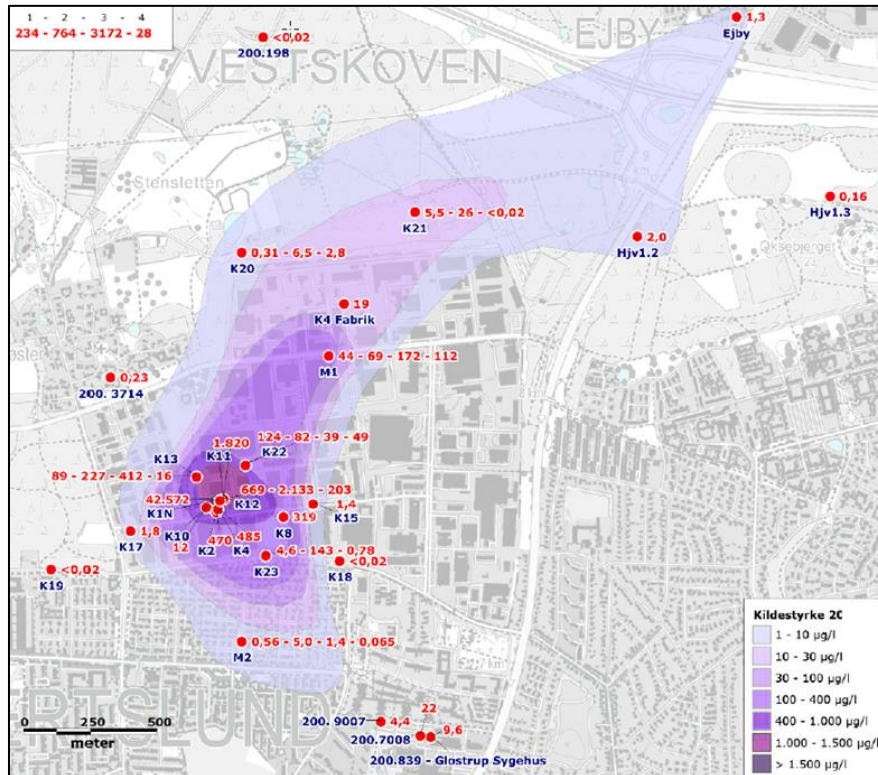 1 - 2 - 3 - 4
234 - 764 - 3172 - 28
<0,02
200.198
VESTSKOVEN
EJBY
1,3
Ejby
Stensletten
5,5 - 26 - <0,02
K21
0,16
Hjv1.3
2,0
Hjv1.2
Oksebjerget
0,31 - 6,5 - 2,8
K20
19
K4 Fabrik
44 - 69 - 172 - 112
M1
0,23
200. 3714
1.820
124 - 82 - 39 - 49
K13
K11
K22
89 - 227 - 412 - 16
669 - 2.133 - 203
42.572
K12
1,4
K1N
K15
319
K8
1,8
K17
K10
K2
K4
470
485
12
4,6 - 143 - 0,78
K23
<0,02
K18
<0,02
K19
0,56 - 5,0 - 1,4 - 0,065
M2
RTSLUND
22
200. 9007
4,4
200.7008
9,6
200.839 - Glostrup Sygehus
0 250 500
meter
Kildestyrke 20
1 - 10 µg/l
10 - 30 µg/l
30 - 100 µg/l
100 - 400 µg/l
400 - 1.000 µg/l
1.000 - 1.500 µg/l
> 1.500 µg/l